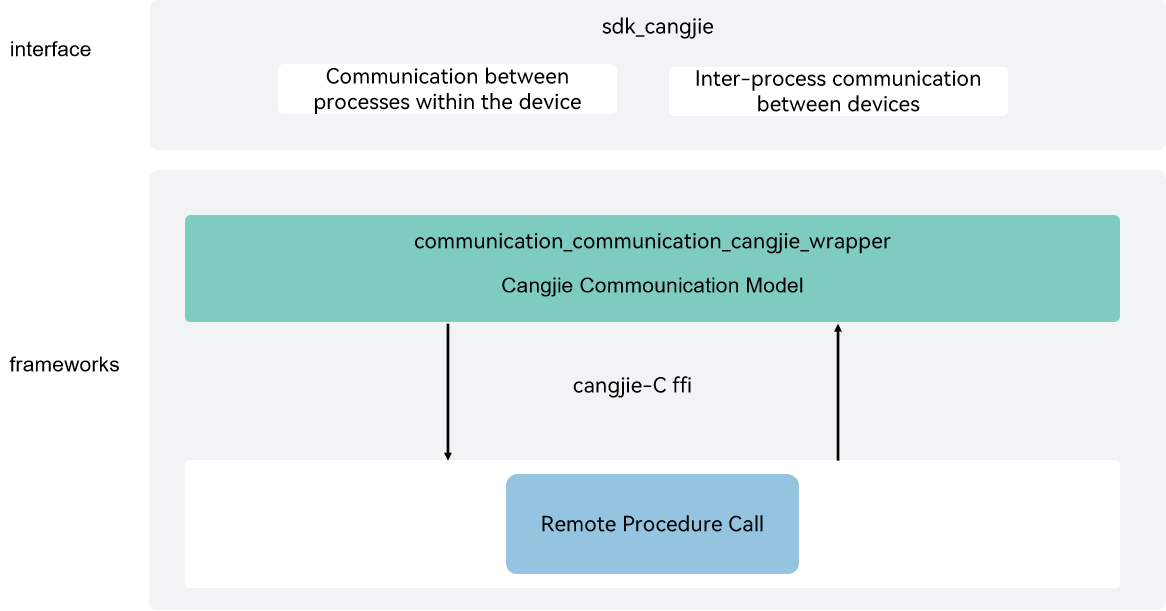 interface
sdk_cangjie
Communication between
processes within the device
Inter-process communication
between devices
frameworks
communication_communication_cangjie_wrapper
Cangjie Commounication Model
cangjie-C ffi
Remote Procedure Call